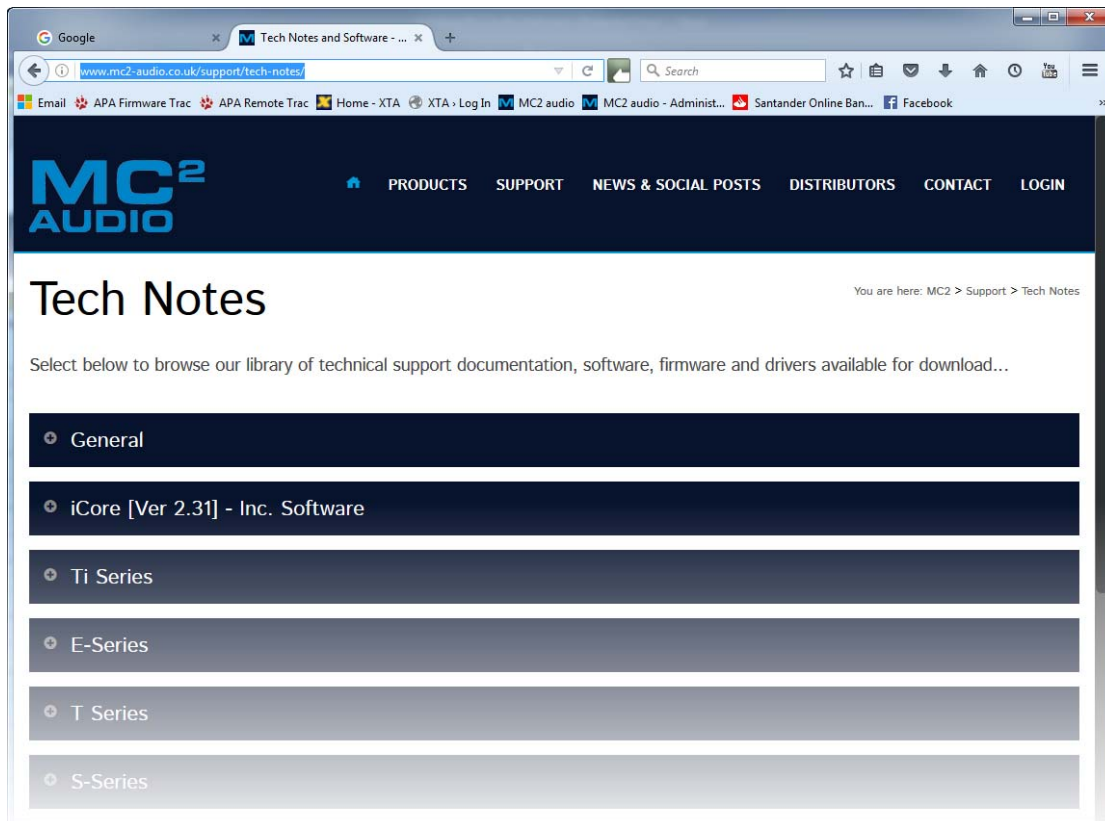 Google
Tech Notes and Software - ...
www.mc2-audio.co.uk/support/tech-notes/
Search
You Tube
Email APA Firmware Trac APA Remote Trac Home - XTA XTA › Log In MC2 audio MC2 audio - Administ... Santander Online Ban... Facebook
MC²
AUDIO
PRODUCTS SUPPORT NEWS & SOCIAL POSTS DISTRIBUTORS CONTACT LOGIN
Tech Notes
You are here: MC2 > Support > Tech Notes
Select below to browse our library of technical support documentation, software, firmware and drivers available for download...
General
iCore [Ver 2.31] - Inc. Software
Ti Series
E-Series
T Series
S-Series